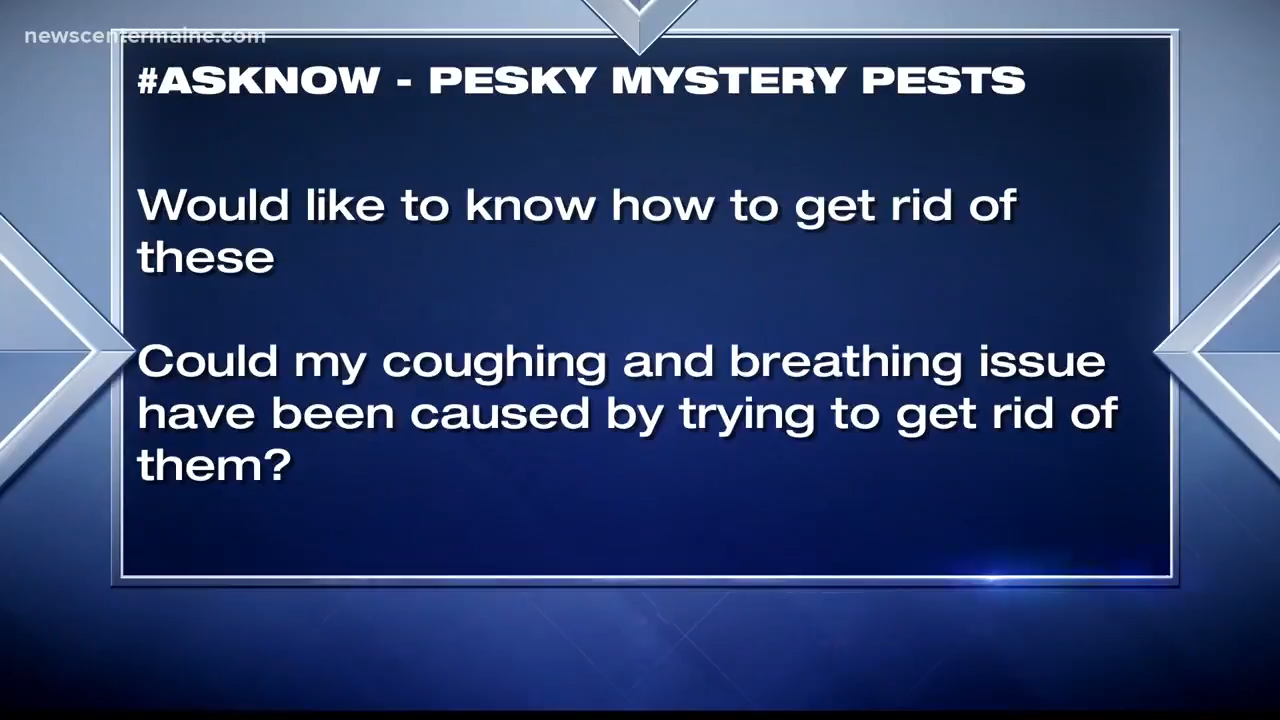 newscentermaine.com
#ASKNOW - PESKY MYSTERY PESTS
Would like to know how to get rid of
these
Could my coughing and breathing issue
have been caused by trying to get rid of
them?